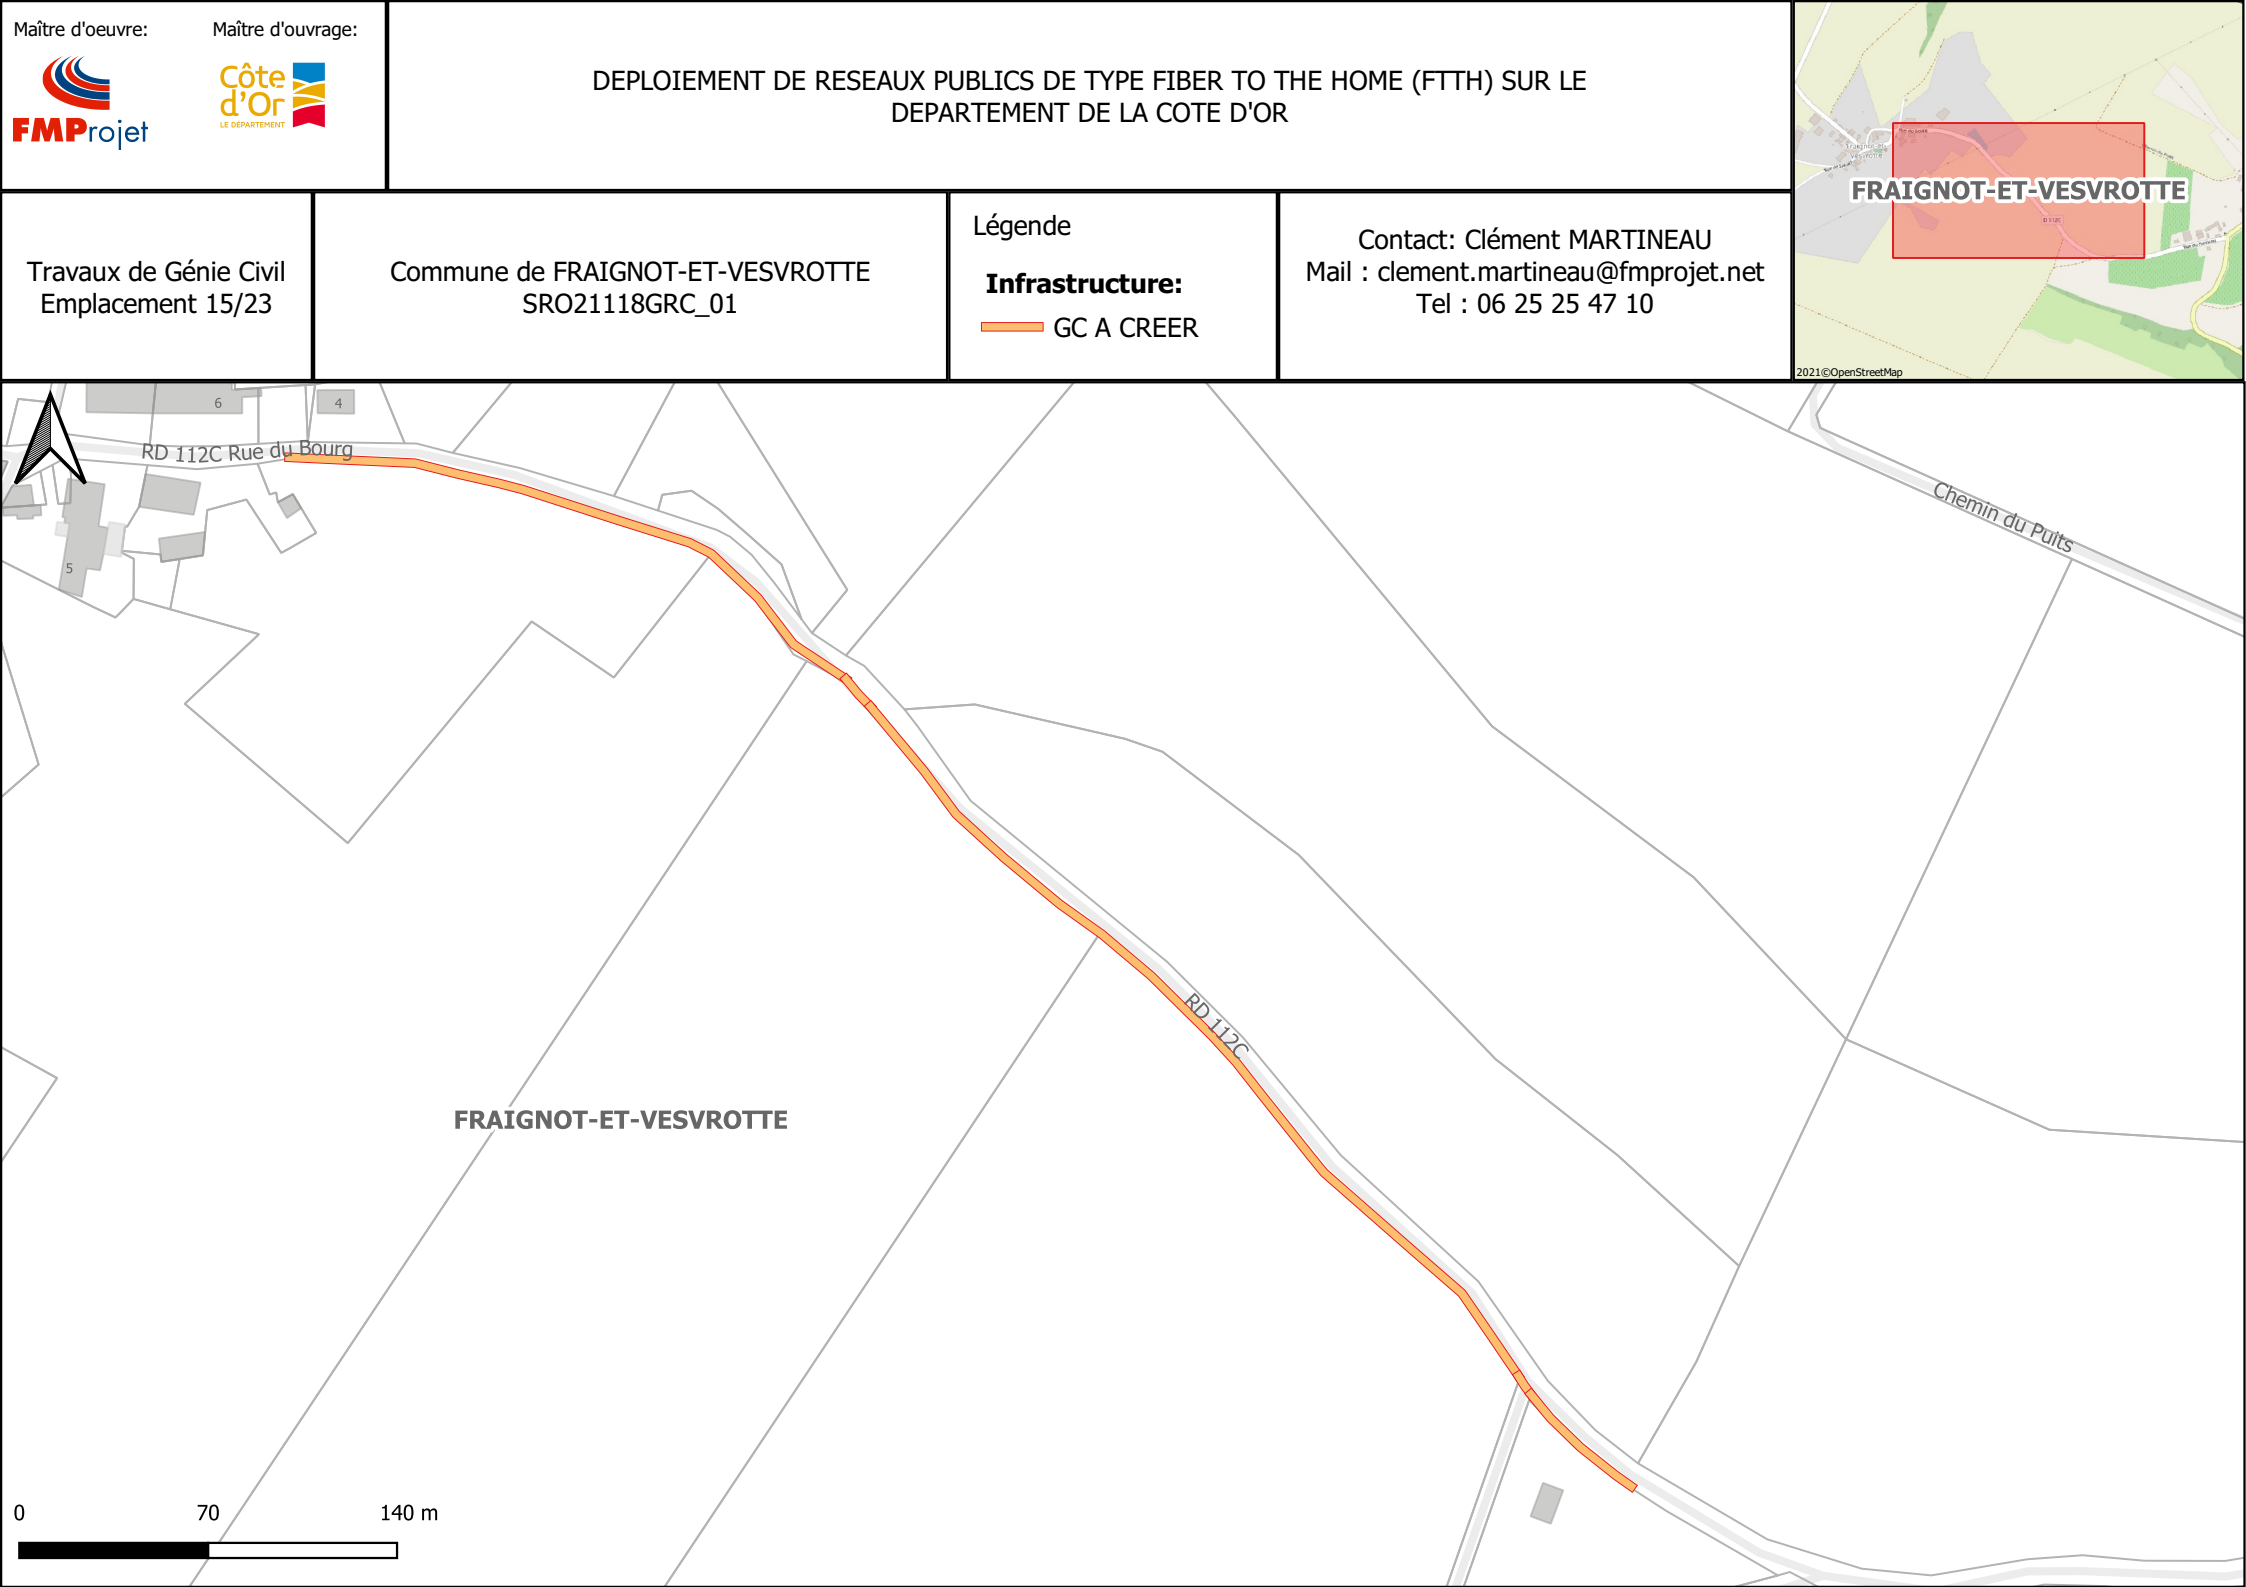 Maître d'oeuvre:
Maître d'ouvrage:
FMProjet
Côte
d'Or
LE DÉPARTEMENT
DEPLOIEMENT DE RESEAUX PUBLICS DE TYPE FIBER TO THE HOME (FTTH) SUR LE
DEPARTEMENT DE LA COTE D'OR
FRAIGNOT-ET-VESVROTTE
2021©OpenStreetMap
Travaux de Génie Civil
Emplacement 15/23
Commune de FRAIGNOT-ET-VESVROTTE
SRO21118GRC_01
Légende
Infrastructure:
GC A CREER
Contact: Clément MARTINEAU
Mail : clement.martineau@fmprojet.net
Tel : 06 25 25 47 10
6
4
RD 112C Rue du Bourg
5
Chemin du Puits
RD 112C
FRAIGNOT-ET-VESVROTTE
0 70 140 m